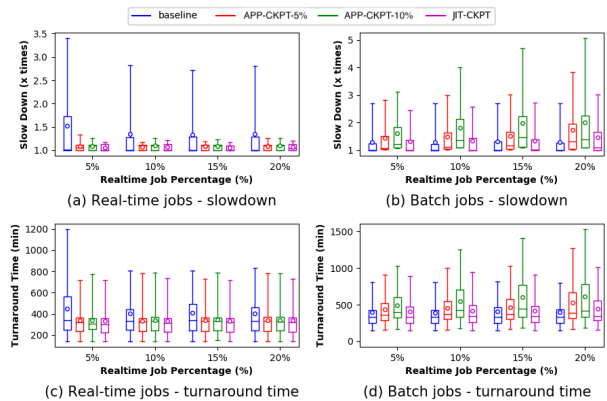 baseline APP-CKPT-5% APP-CKPT-10% JIT-CKPT
Slow Down (x times)
3.5
3.0
2.5
2.0
1.5
1.0
5% 10% 15% 20%
Realtime Job Percentage (%)
(a) Real-time jobs - slowdown
Slow Down (x times)
5
4
3
2
1
5% 10% 15% 20%
Realtime Job Percentage (%)
(b) Batch jobs - slowdown
Turnaround Time (min)
1200
1000
800
600
400
200
5% 10% 15% 20%
Realtime Job Percentage (%)
(c) Real-time jobs - turnaround time
Turnaround Time (min)
1500
1000
500
0
5% 10% 15% 20%
Realtime Job Percentage (%)
(d) Batch jobs - turnaround time